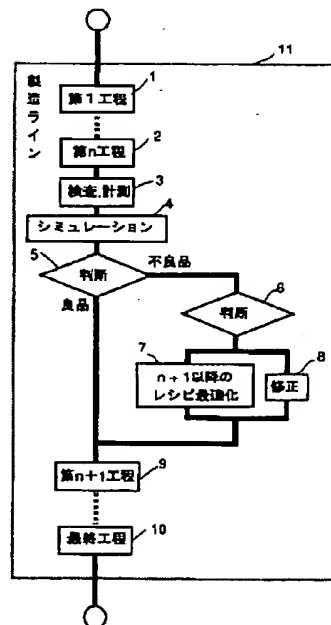 11
製造ライン
1
第1工程
2
第n工程
3
検査,計測
4
シミュレーション
5
判断
不良品
良品
6
判断
7
n+1以降の
レシピ最適化
8
修正
9
第n+1工程
10
最終工程